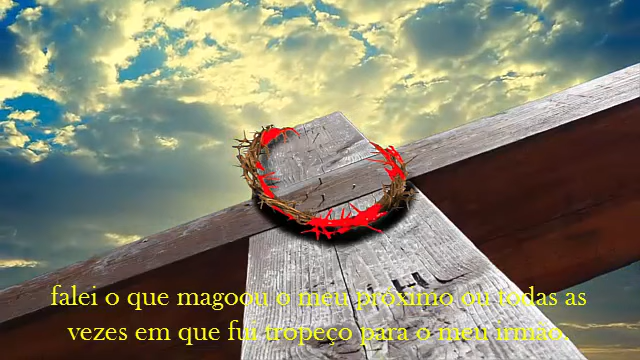 falei o que magoou o meu próximo ou todas as
vezes em que fui tropeço para o meu irmão.